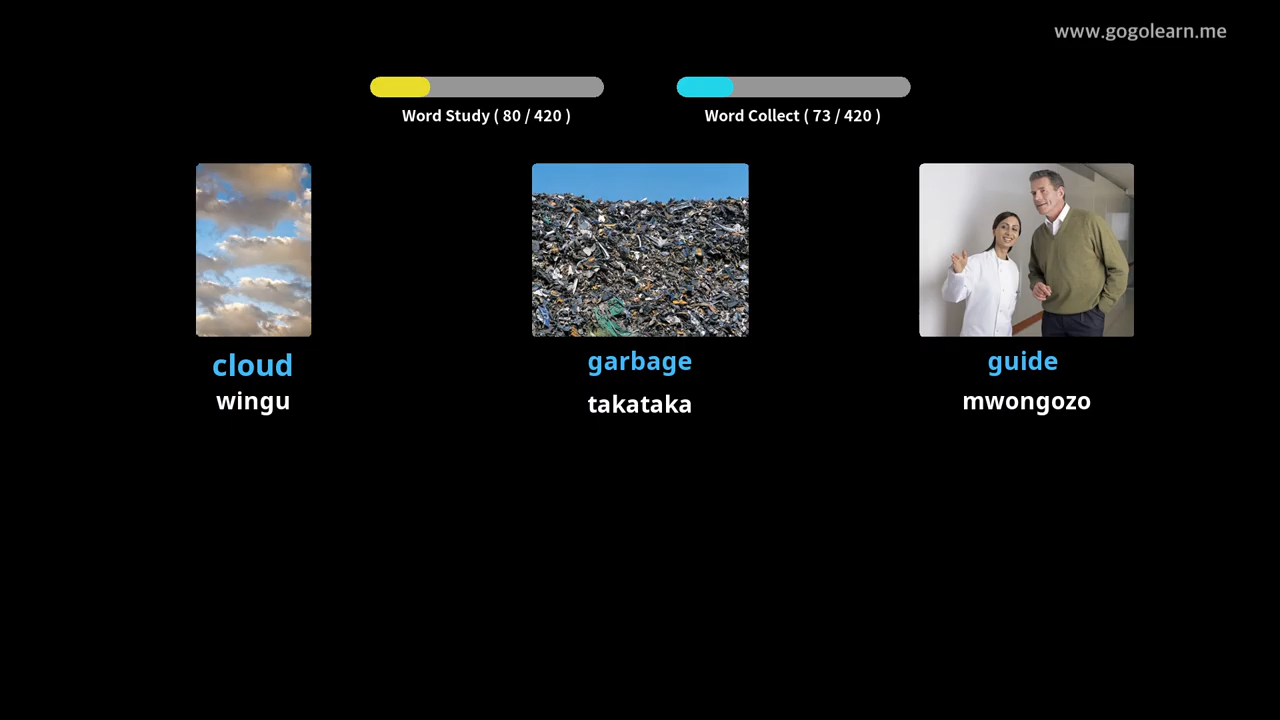 www.gogolearn.me
Word Study ( 80 / 420 )
Word Collect ( 73 / 420 )
cloud
wingu
garbage
takataka
guide
mwongozo